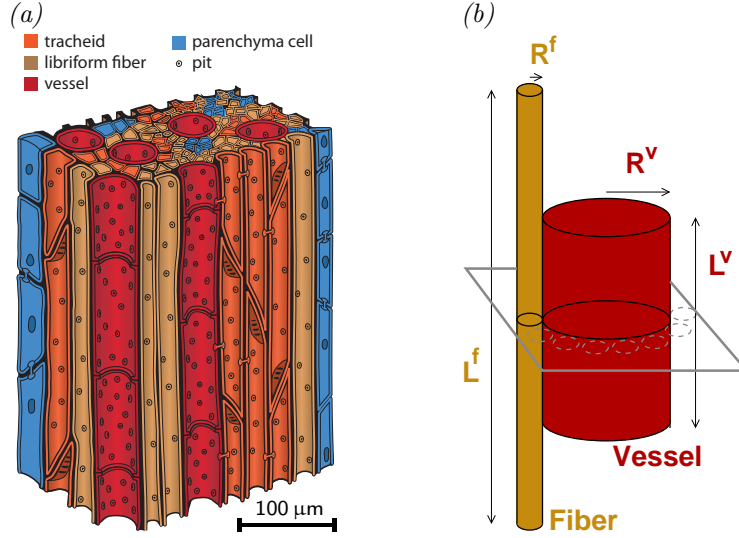 (a)
tracheid
libriform fiber
vessel
parenchyma cell
pit
100 µm
(b)
R^f
R^v
L^v
L^f
Vessel
Fiber